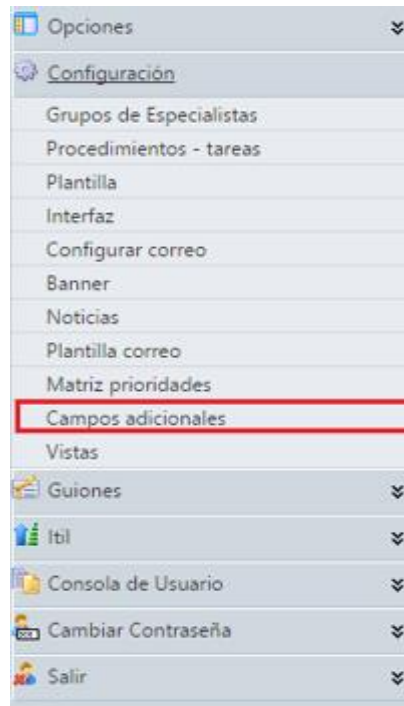 Opciones
Configuración
Grupos de Especialistas
Procedimientos - tareas
Plantilla
Interfaz
Configurar correo
Banner
Noticias
Plantilla correo
Matriz prioridades
Campos adicionales
Vistas
Guiones
Itil
Consola de Usuario
Cambiar Contraseña
Salir